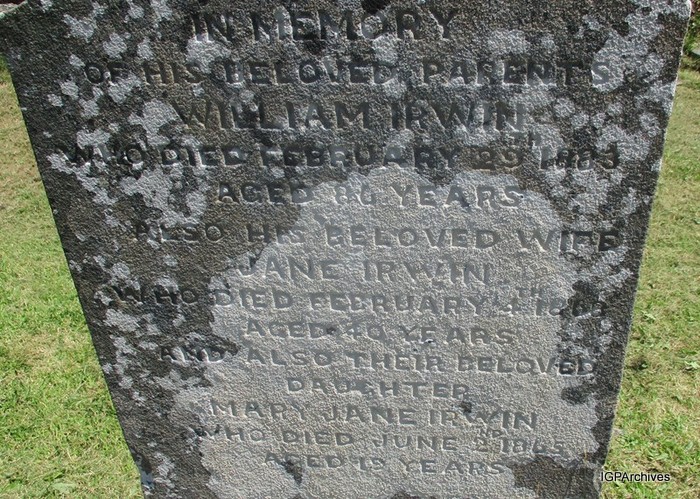 IN MEMORY
OF HIS BELOVED PARENTS
WILLIAM IRWIN
WHO DIED FEBRUARY
AGED YEARS
ALSO HIS BELOVED WIFE
JANE IRWIN
WHO DIED FEBRUARY 4TH
AGED 40 YEARS
AND ALSO THEIR BELOVED
DAUGHTER
MARY JANE IRWIN
WHO DIED JUNE 1865
AGED YEARS
IGPArchives